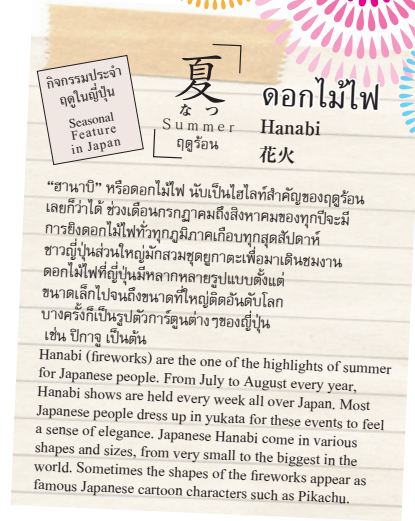 กิจกรรมประจำ
ฤดูในญี่ปุ่น
Seasonal
Feature
in Japan
夏
なつ
Summer
ฤดูร้อน
ดอกไม้ไฟ
Hanabi
花火
“ฮานาบิ” หรือดอกไม้ไฟ นับเป็นไฮไลท์สำคัญของฤดูร้อน
เลยก็ว่าได้ ช่วงเดือนกรกฎาคมถึงสิงหาคมของทุกปีจะมี
การยิงดอกไม้ไฟทั่วทุกภูมิภาคเกือบทุกสุดสัปดาห์
ชาวญี่ปุ่นส่วนใหญ่มักสวมชุดยูกาตะเพื่อมาเดินชมงาน
ดอกไม้ไฟที่ญี่ปุ่นมีหลากหลายรูปแบบตั้งแต่
ขนาดเล็กไปจนถึงขนาดที่ใหญ่ติดอันดับโลก
บางครั้งก็เป็นรูปตัวการ์ตูนต่างๆของญี่ปุ่น
เช่น ปิกาจู เป็นต้น
Hanabi (fireworks) are the one of the highlights of summer
for Japanese people. From July to August every year,
Hanabi shows are held every week all over Japan. Most
Japanese people dress up in yukata for these events to feel
a sense of elegance. Japanese Hanabi come in various
shapes and sizes, from very small to the biggest in the
world. Sometimes the shapes of the fireworks appear as
famous Japanese cartoon characters such as Pikachu.